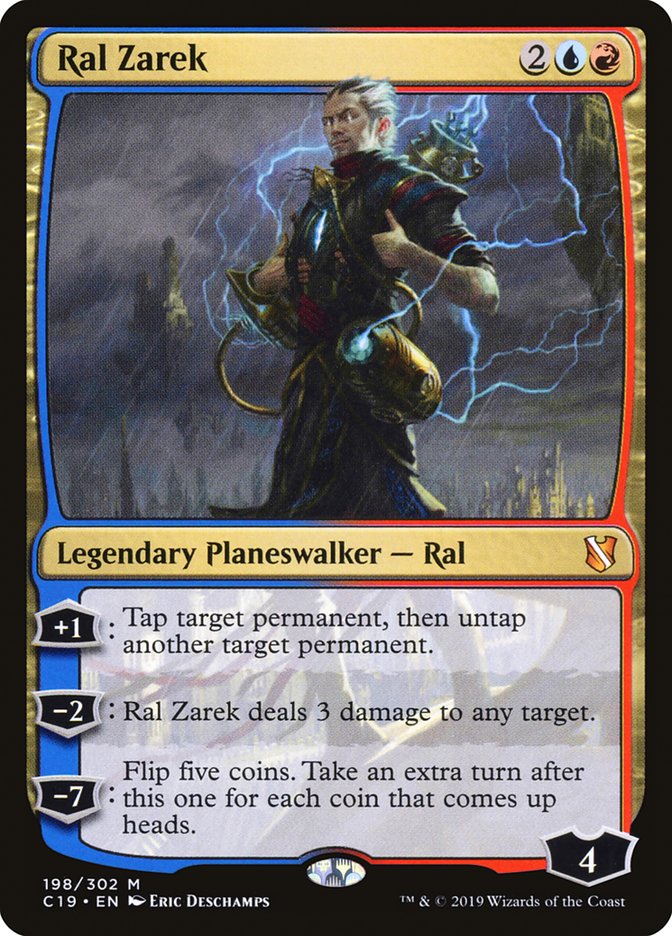 Ral Zarek 2
Legendary Planeswalker — Ral
+1: Tap target permanent, then untap
another target permanent.
−2: Ral Zarek deals 3 damage to any target.
−7: Flip five coins. Take an extra turn after
this one for each coin that comes up
heads.
4
198/302 M
C19 • EN Eric Deschamps
™ & © 2019 Wizards of the Coast